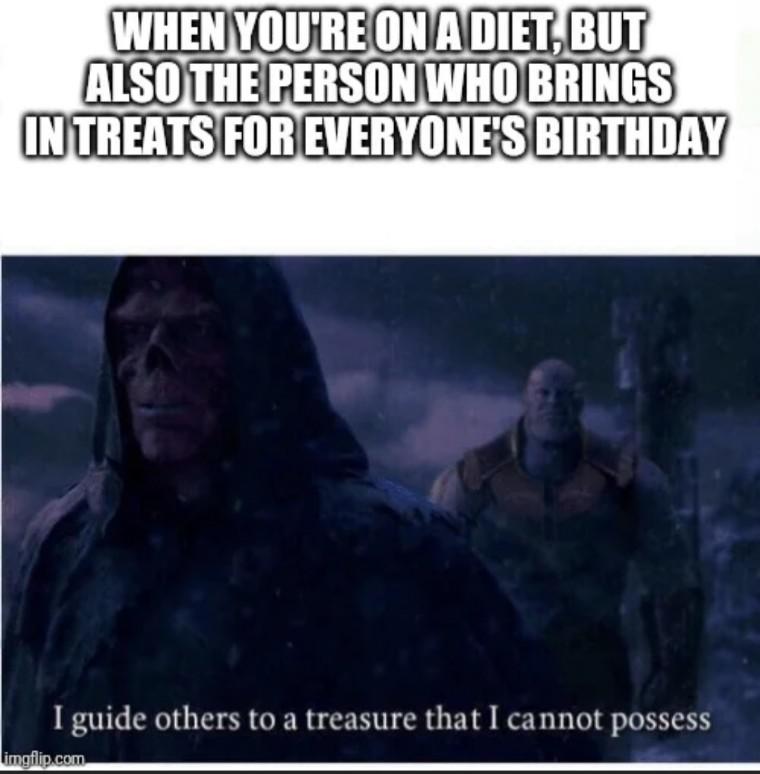 WHEN YOU'RE ON A DIET, BUT
ALSO THE PERSON WHO BRINGS
IN TREATS FOR EVERYONE'S BIRTHDAY
I guide others to a treasure that I cannot possess
imgflip.com